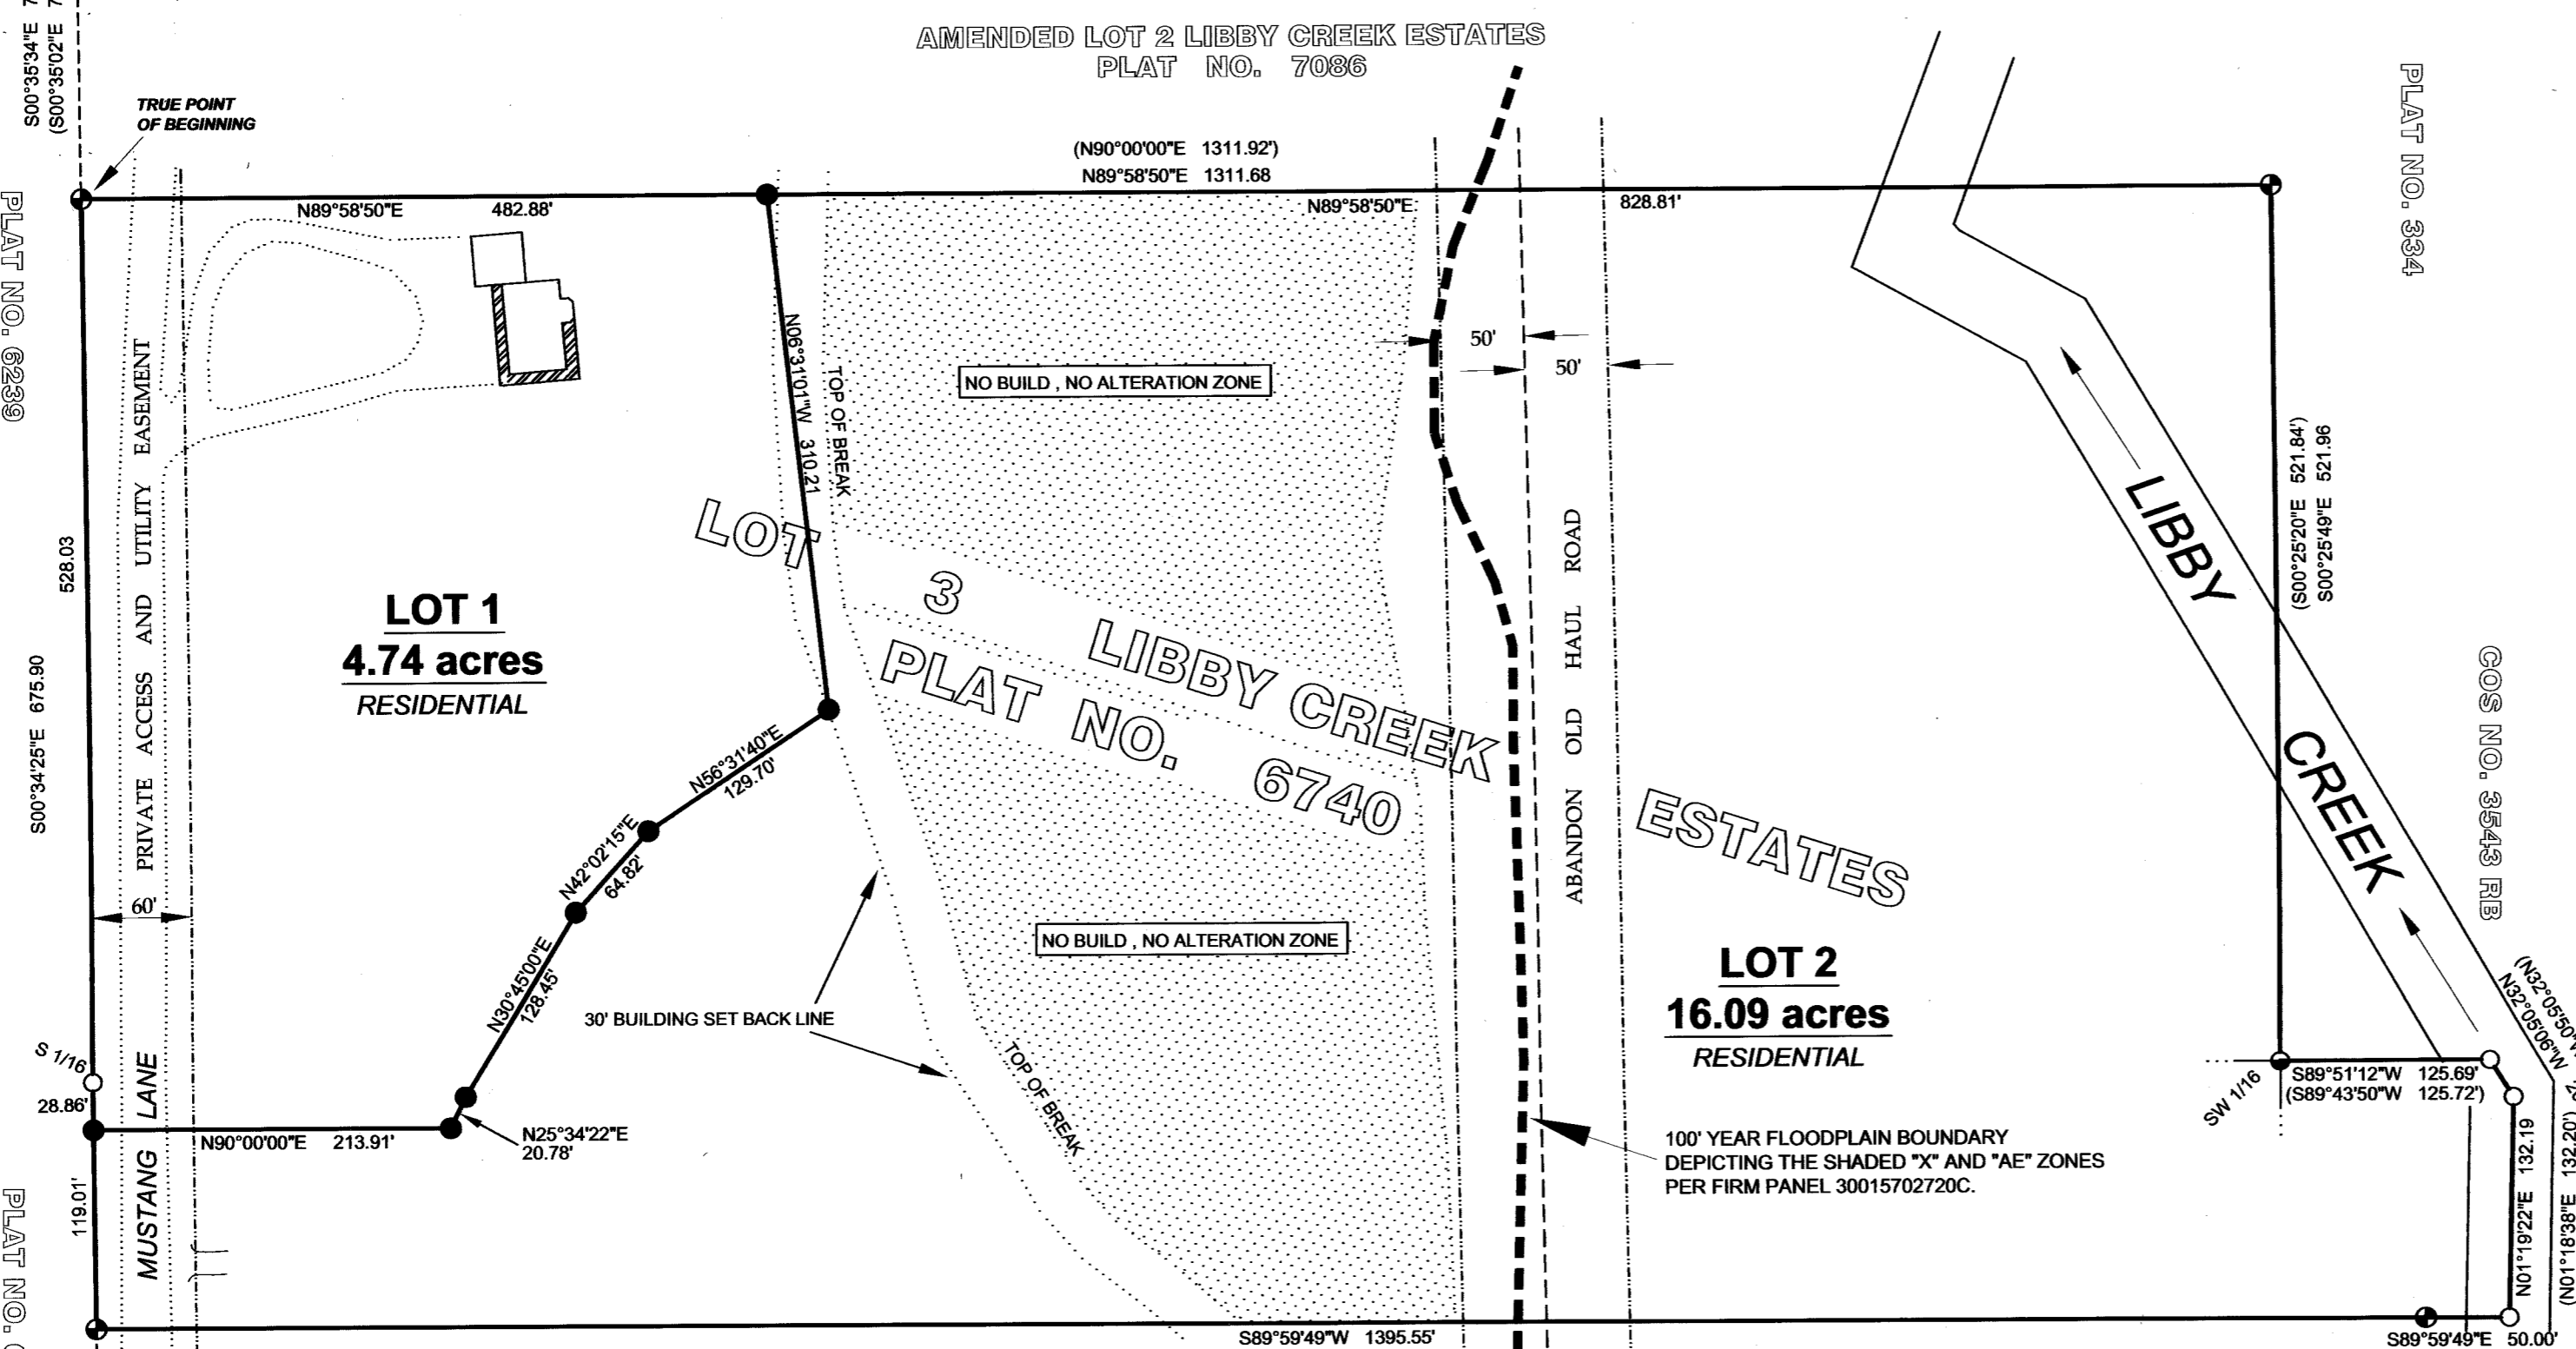 AMENDED LOT 2 LIBBY CREEK ESTATES
PLAT NO. 7086
S00°35'34"E 7
(S00°35'02"E 7
TRUE POINT
OF BEGINNING
PLAT NO. 334
(N90°00'00"E 1311.92')
N89°58'50"E 1311.68
N89°58'50"E 482.88'
N89°58'50"E 828.81'
PLAT NO. 6239
50'
50'
NO BUILD , NO ALTERATION ZONE
N06°31'01"W 310.21
TOP OF BREAK
PRIVATE ACCESS AND UTILITY EASEMENT
528.03
S00°34'25"E 675.90
LOT 1
4.74 acres
RESIDENTIAL
LOT 3 LIBBY CREEK ESTATES
PLAT NO. 6740
ABANDON OLD HAUL ROAD
LIBBY CREEK
(S00°25'20"E 521.84')
S00°25'49"E 521.96
COS NO. 3543 RB
N56°31'40"E
129.70'
N42°02'15"E
64.82'
N30°45'00"E
128.45'
60'
NO BUILD , NO ALTERATION ZONE
LOT 2
16.09 acres
RESIDENTIAL
30' BUILDING SET BACK LINE
TOP OF BREAK
(N32°05'50"W
N32°05'06"W
S 1/16
28.86'
MUSTANG LANE
N90°00'00"E 213.91'
N25°34'22"E
20.78'
100' YEAR FLOODPLAIN BOUNDARY
DEPICTING THE SHADED "X" AND "AE" ZONES
PER FIRM PANEL 30015702720C.
SW 1/16
S89°51'12"W 125.69'
(S89°43'50"W 125.72')
N01°19'22"E 132.19
(N01°18'38"E 132.20')
119.01'
PLAT NO.
S89°59'49"W 1395.55'
S89°59'49"E 50.00'